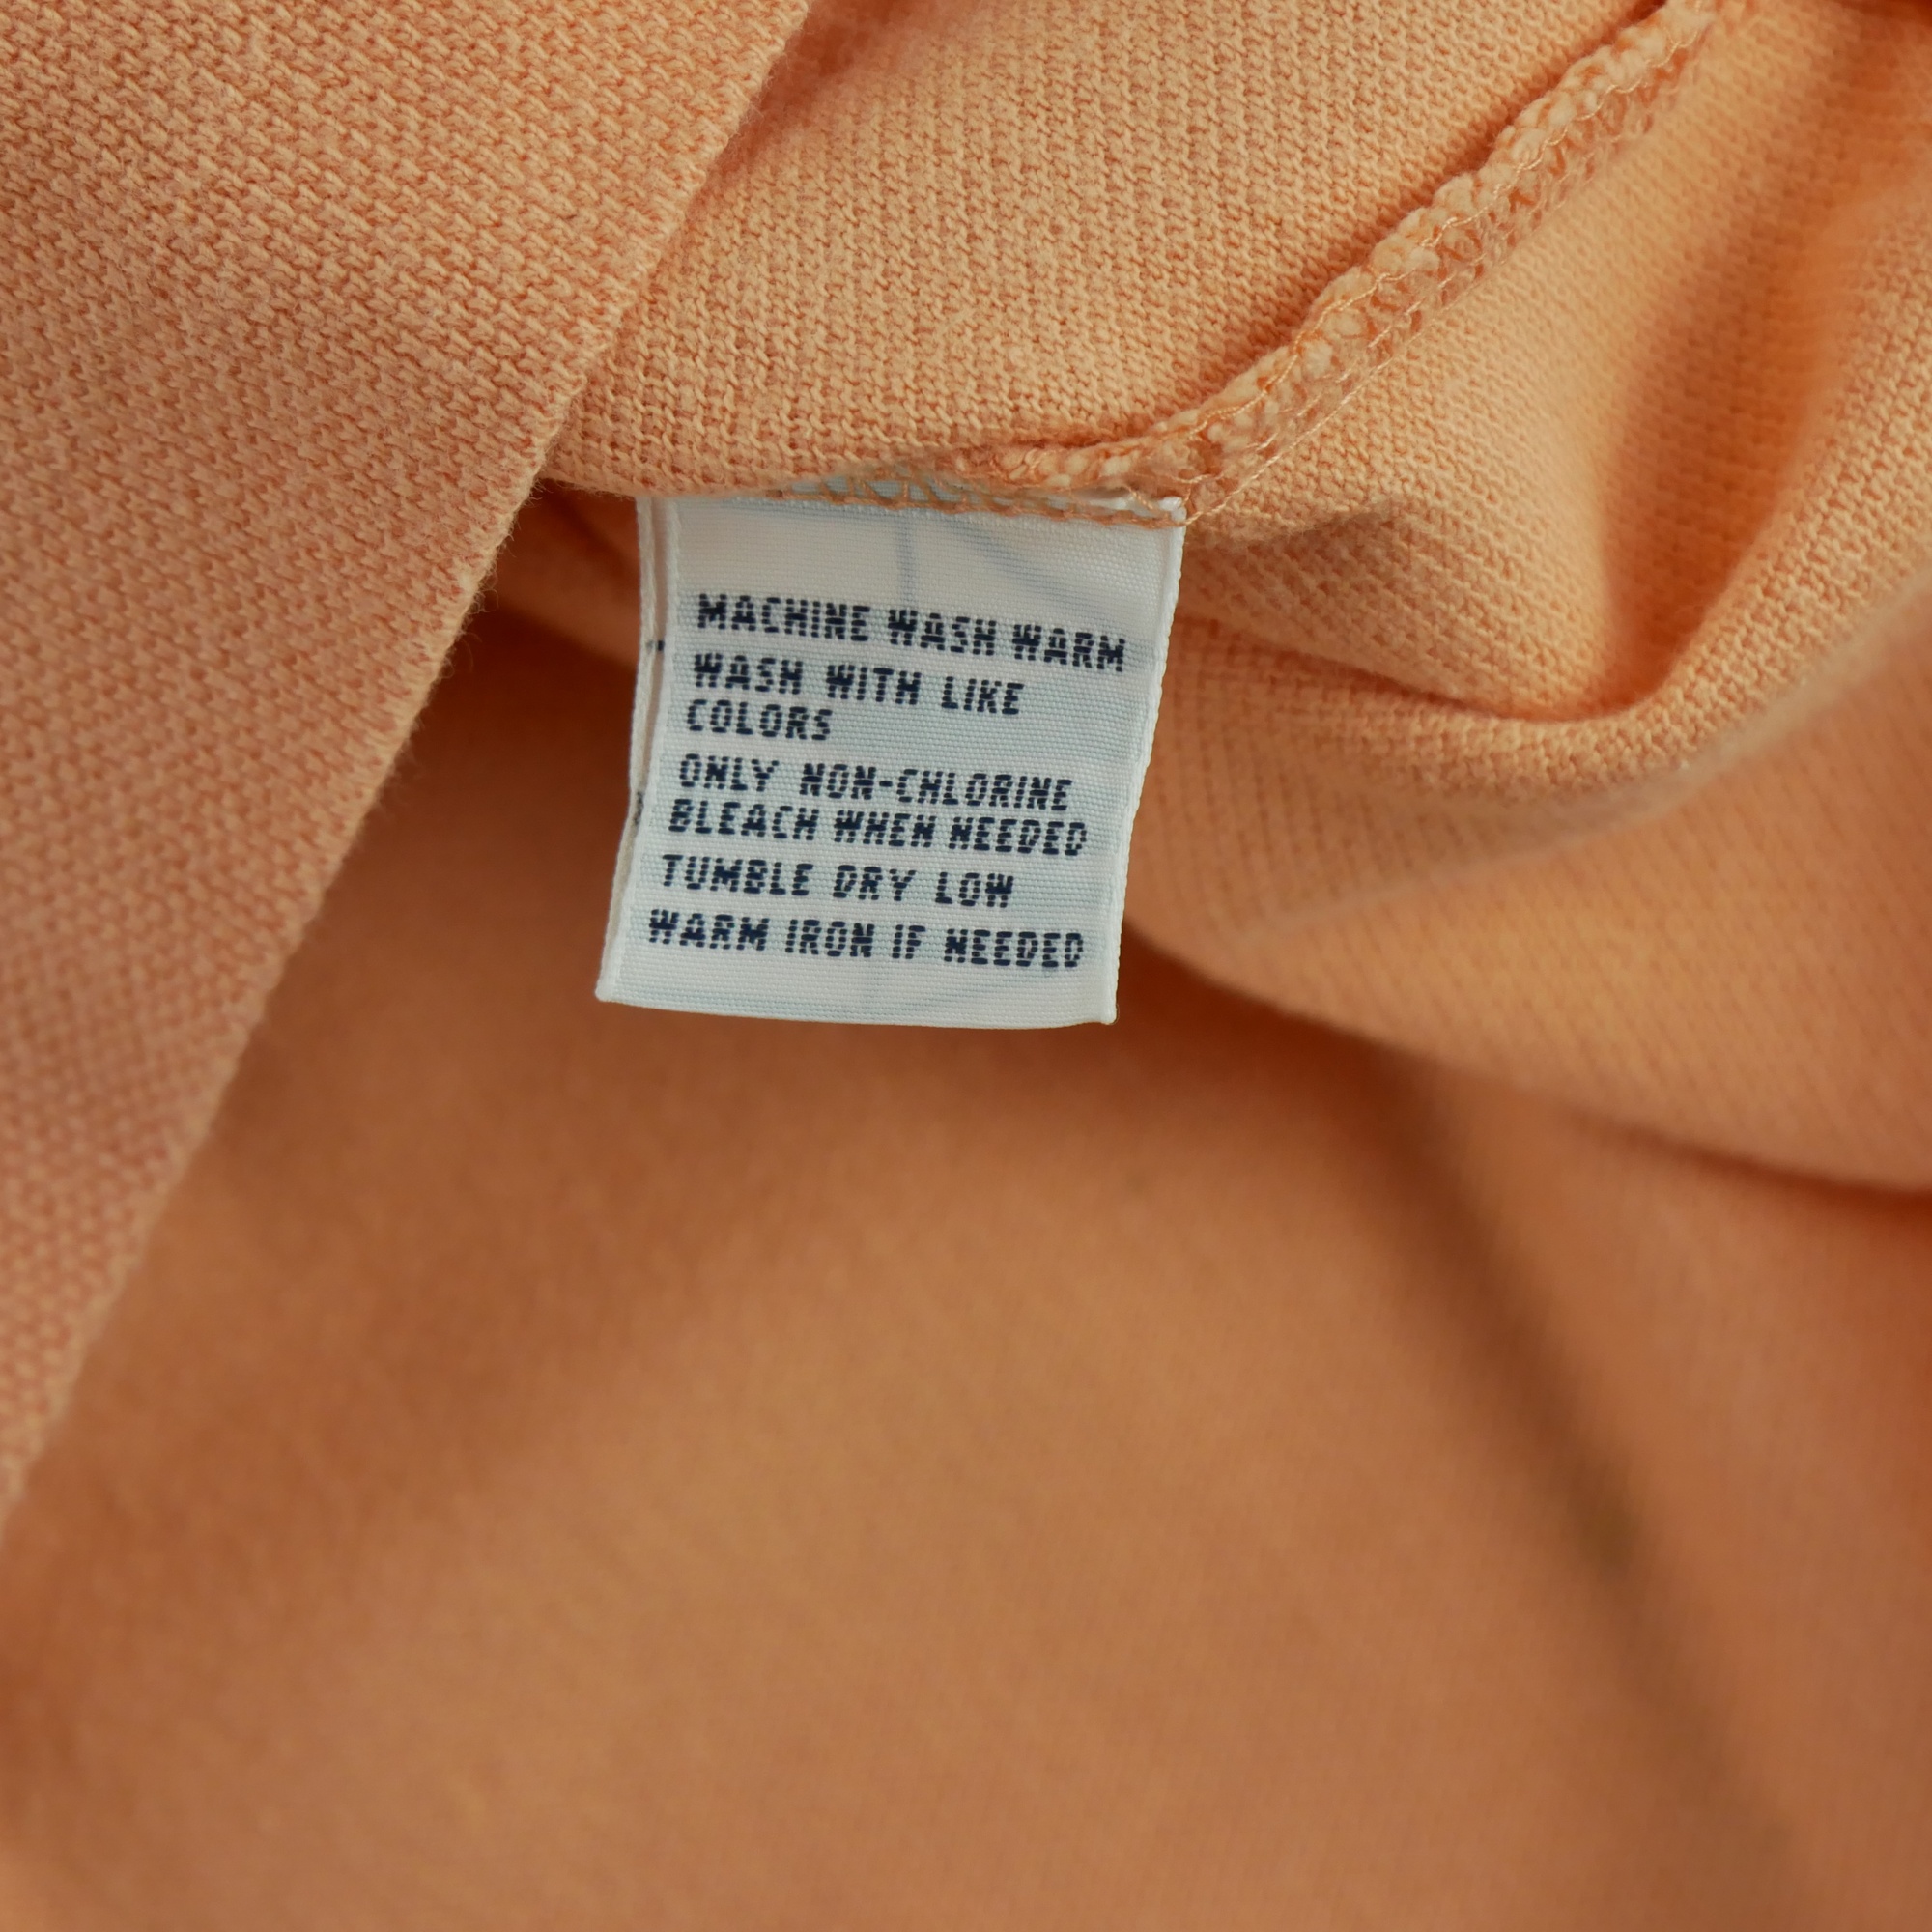 MACHINE WASH WARM
WASH WITH LIKE
COLORS
ONLY NON-CHLORINE
BLEACH WHEN NEEDED
TUMBLE DRY LOW
WARM IRON IF NEEDED